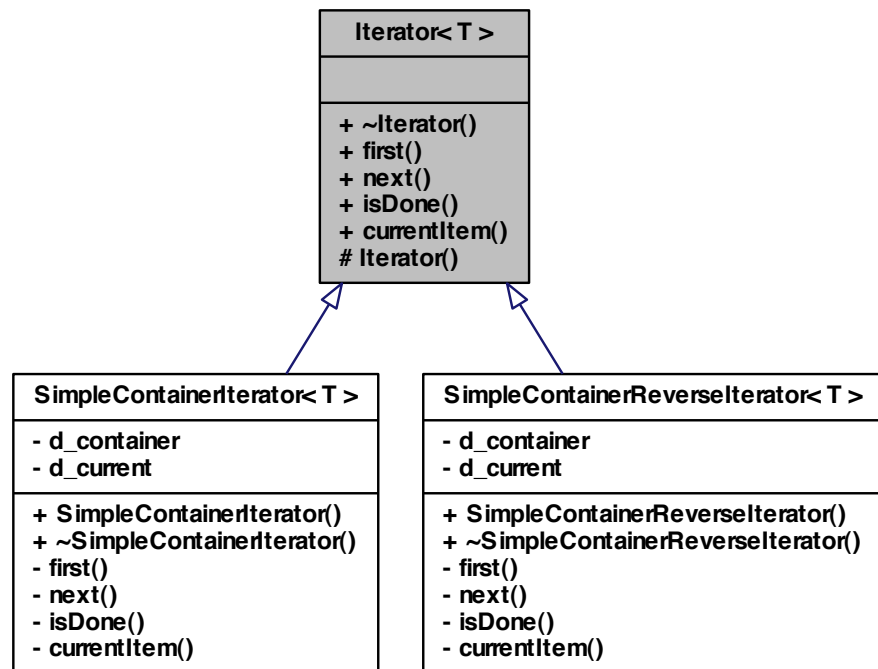 Iterator< T >
+ ~Iterator()
+ first()
+ next()
+ isDone()
+ currentItem()
# Iterator()
SimpleContainerIterator< T >
- d_container
- d_current
+ SimpleContainerIterator()
+ ~SimpleContainerIterator()
- first()
- next()
- isDone()
- currentItem()
SimpleContainerReverseIterator< T >
- d_container
- d_current
+ SimpleContainerReverseIterator()
+ ~SimpleContainerReverseIterator()
- first()
- next()
- isDone()
- currentItem()